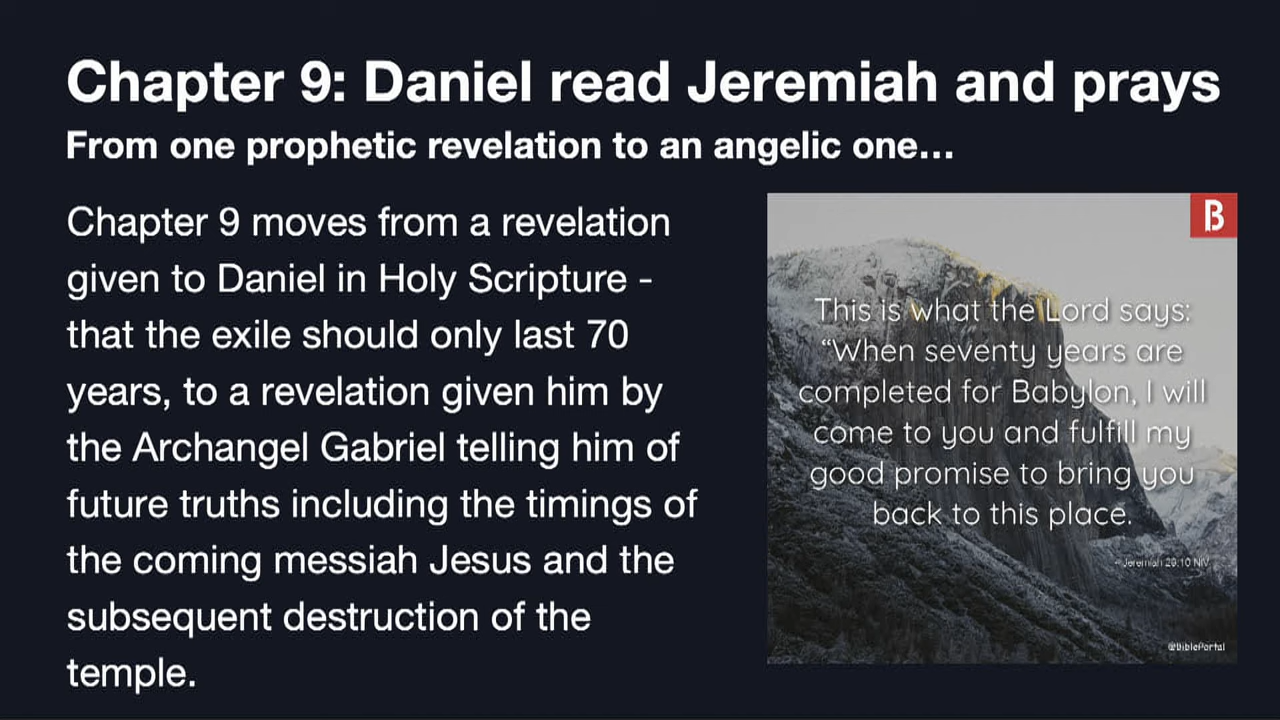 Chapter 9: Daniel read Jeremiah and prays
From one prophetic revelation to an angelic one...
Chapter 9 moves from a revelation
given to Daniel in Holy Scripture -
that the exile should only last 70
years, to a revelation given him by
the Archangel Gabriel telling him of
future truths including the timings of
the coming messiah Jesus and the
subsequent destruction of the
temple.
B
This is what the Lord says:
“When seventy years are
completed for Babylon, I will
come to you and fulfill my
good promise to bring you
back to this place.
- Jeremiah 29:10 NIV
@BiblePortal